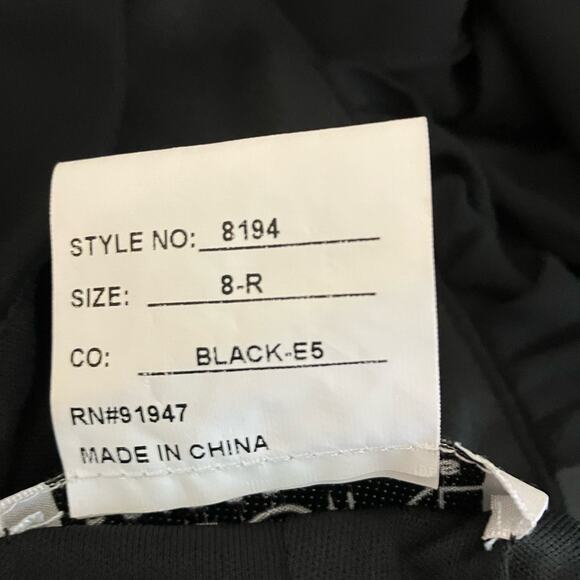 STYLE NO: 8194
SIZE: 8-R
CO: BLACK-E5
RN#91947
MADE IN CHINA